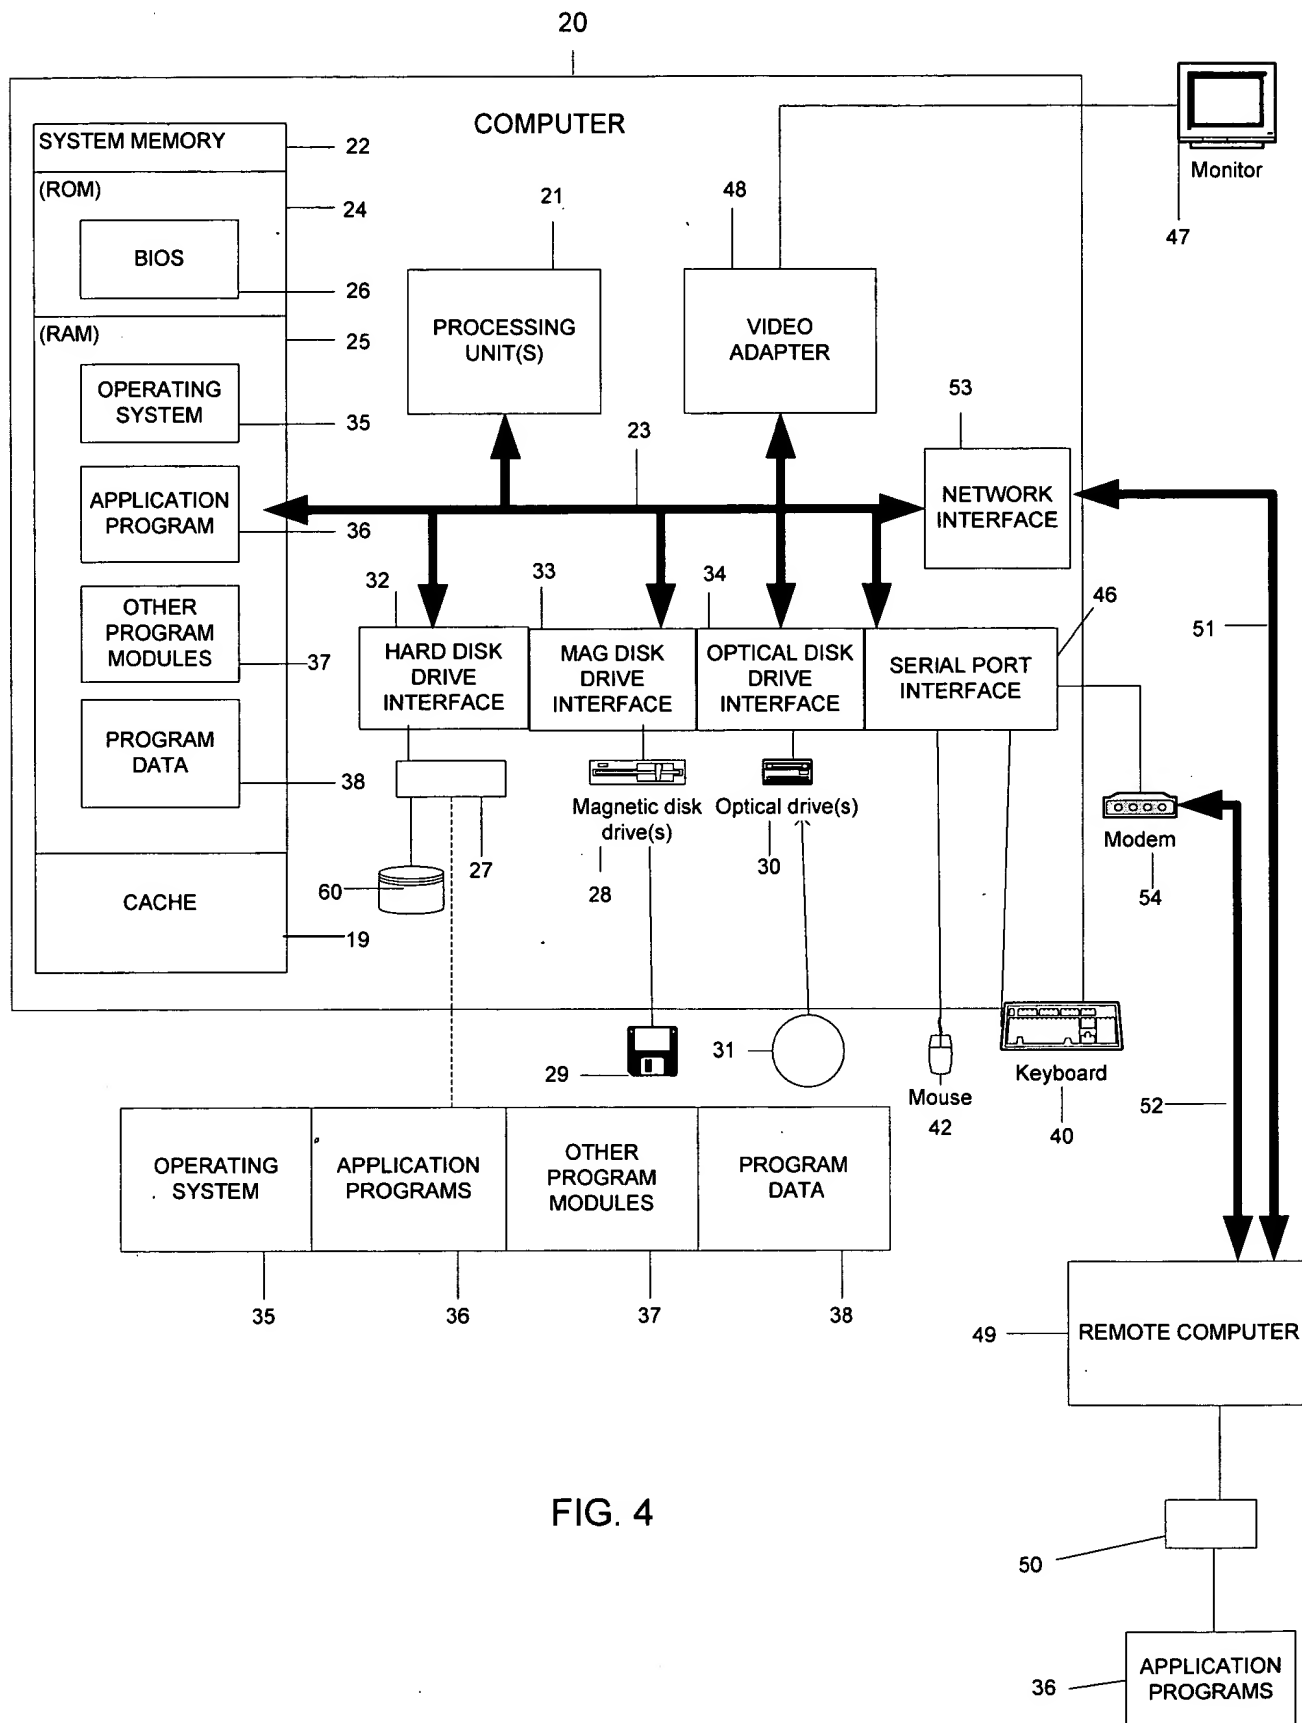 20
COMPUTER
SYSTEM MEMORY
22
(ROM)
24
BIOS
26
(RAM)
25
OPERATING
SYSTEM
35
APPLICATION
PROGRAM
36
OTHER
PROGRAM
MODULES
37
PROGRAM
DATA
38
CACHE
19
21
PROCESSING
UNIT(S)
48
VIDEO
ADAPTER
Monitor
47
23
53
NETWORK
INTERFACE
32
HARD DISK
DRIVE
INTERFACE
33
MAG DISK
DRIVE
INTERFACE
34
OPTICAL DISK
DRIVE
INTERFACE
46
SERIAL PORT
INTERFACE
51
27
60
Magnetic disk
drive(s)
28
Optical drive(s)
30
Modem
54
29
31
Mouse
42
Keyboard
40
52
OPERATING
SYSTEM
35
APPLICATION
PROGRAMS
36
OTHER
PROGRAM
MODULES
37
PROGRAM
DATA
38
49
REMOTE COMPUTER
FIG. 4
50
36
APPLICATION
PROGRAMS